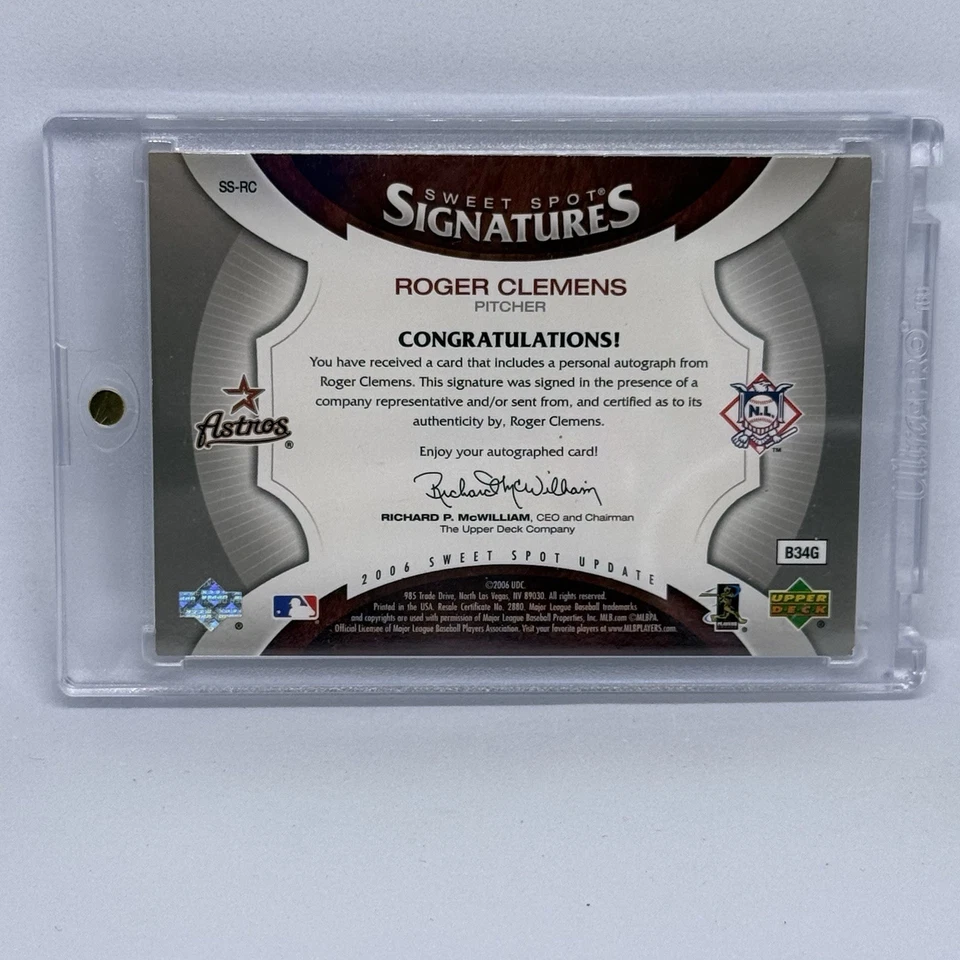 SS-RC
SWEET SPOT®
SIGNATURES
ROGER CLEMENS
PITCHER
CONGRATULATIONS!
You have received a card that includes a personal autograph from
Roger Clemens. This signature was signed in the presence of a
company representative and/or sent from, and certified as to its
authenticity by, Roger Clemens.
Enjoy your autographed card!
Astros ®
N.L. ™
Richard P McWilliam
RICHARD P. McWILLIAM, CEO and Chairman
The Upper Deck Company
B34G
2006 SWEET SPOT UPDATE
©2006 UDC.
985 Trade Drive, North Las Vegas, NV 89030. All rights reserved.
Printed in the USA. Resale Certificate No. 2880. Major League Baseball trademarks
and copyrights are used with permission of Major League Baseball Properties, Inc. MLB.com ©MLBPA.
Official Licensee of Major League Baseball Players Association. Visit your favorite players at www.MLBPLAYERS.com.
PLAYERS
UPPER
DECK
Ultra PRO®